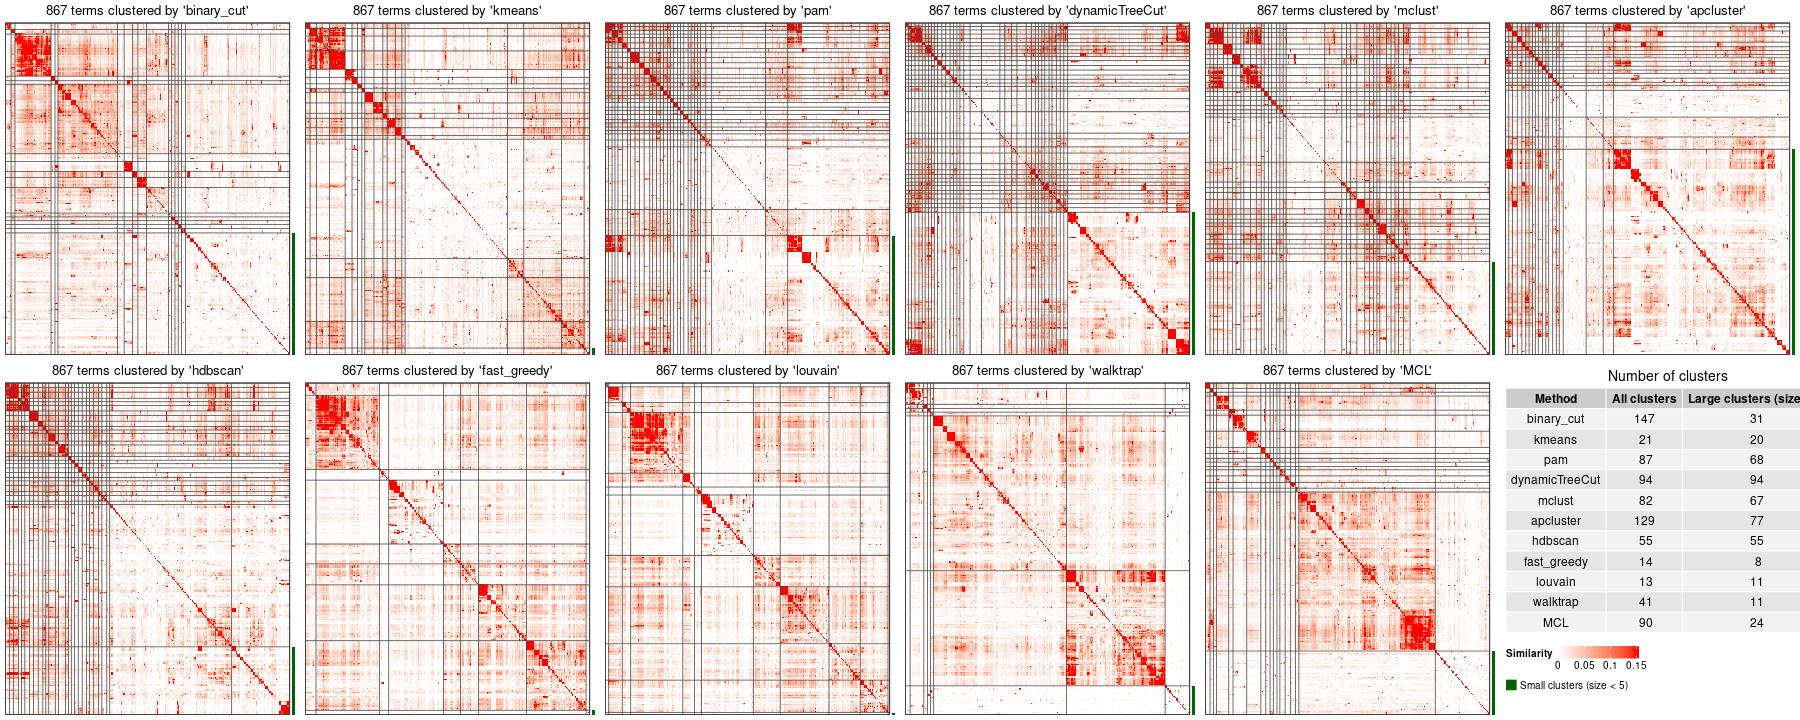 867 terms clustered by 'binary_cut'
867 terms clustered by 'kmeans'
867 terms clustered by 'pam'
867 terms clustered by 'dynamicTreeCut'
867 terms clustered by 'mclust'
867 terms clustered by 'apcluster'
867 terms clustered by 'hdbscan'
867 terms clustered by 'fast_greedy'
867 terms clustered by 'louvain'
867 terms clustered by 'walktrap'
867 terms clustered by 'MCL'
Number of clusters
Method All clusters Large clusters (size
binary_cut 147 31
kmeans 21 20
pam 87 68
dynamicTreeCut 94 94
mclust 82 67
apcluster 129 77
hdbscan 55 55
fast_greedy 14 8
louvain 13 11
walktrap 41 11
MCL 90 24
Similarity
0 0.05 0.1 0.15
Small clusters (size < 5)